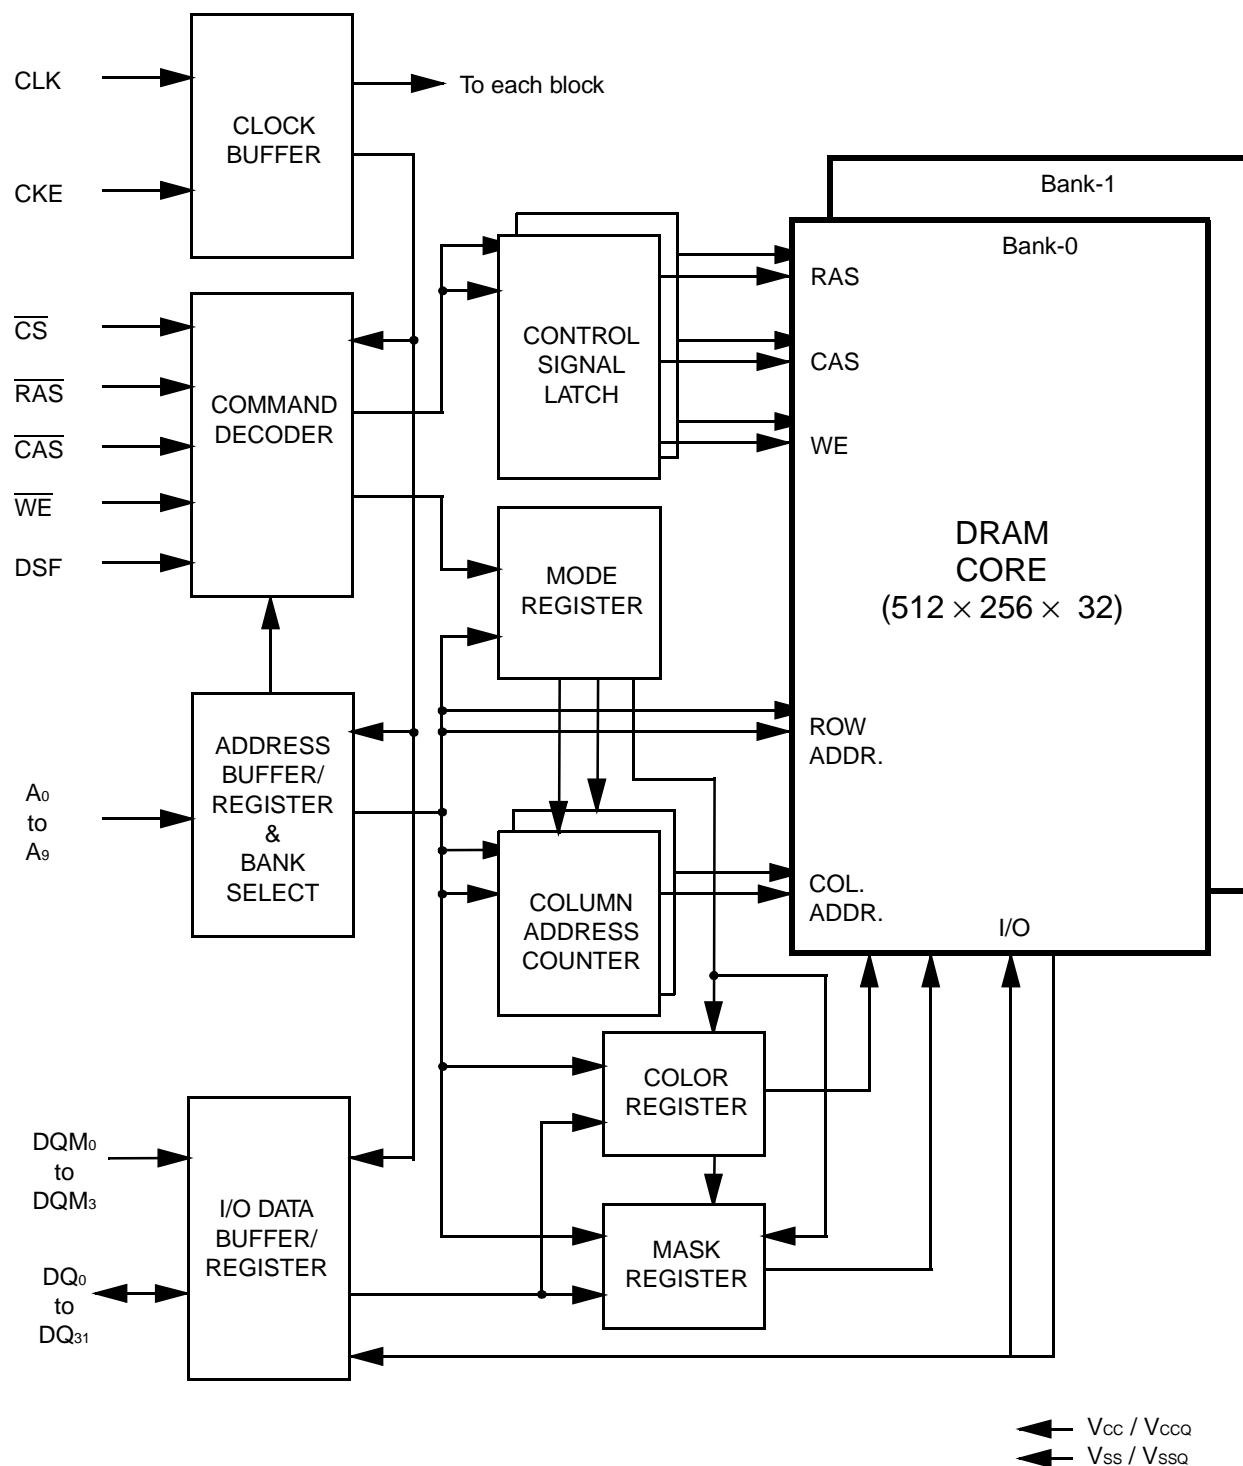 CLK
To each block
CLOCK
BUFFER
CKE
Bank-1
Bank-0
RAS
CAS
WE
CS
RAS
CAS
WE
DSF
COMMAND
DECODER
CONTROL
SIGNAL
LATCH
DRAM
CORE
(512 × 256 × 32)
MODE
REGISTER
ROW
ADDR.
ADDRESS
BUFFER/
REGISTER
&
BANK
SELECT
A0
to
A9
COLUMN
ADDRESS
COUNTER
COL.
ADDR.
I/O
COLOR
REGISTER
DQM0
to
DQM3
I/O DATA
BUFFER/
REGISTER
MASK
REGISTER
DQ0
to
DQ31
VCC / VCCQ
VSS / VSSQ